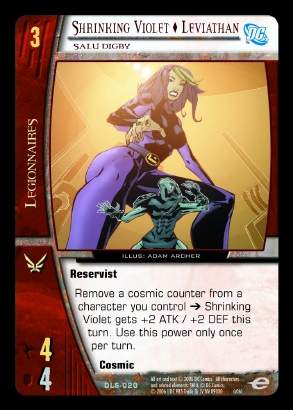 3
SHRINKING VIOLET ♦ LEVIATHAN
SALU DIGBY
DC
LEGIONNAIRES
ILLUS: ADAM ARCHER
Reservist
Remove a cosmic counter from a
character you control ➔ Shrinking
Violet gets +2 ATK / +2 DEF this
turn. Use this power only once
per turn.
Cosmic
4
4
DLS-020